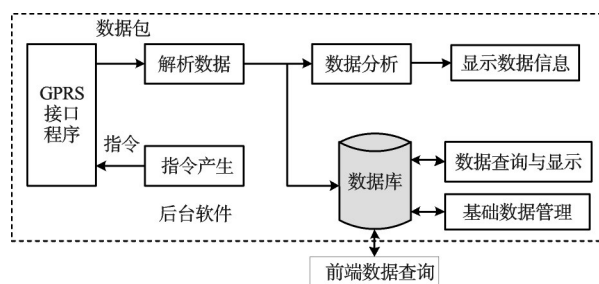 数据包
GPRS
接口
程序
解析数据
数据分析
显示数据信息
指令
指令产生
数据库
数据查询与显示
基础数据管理
后台软件
前端数据查询